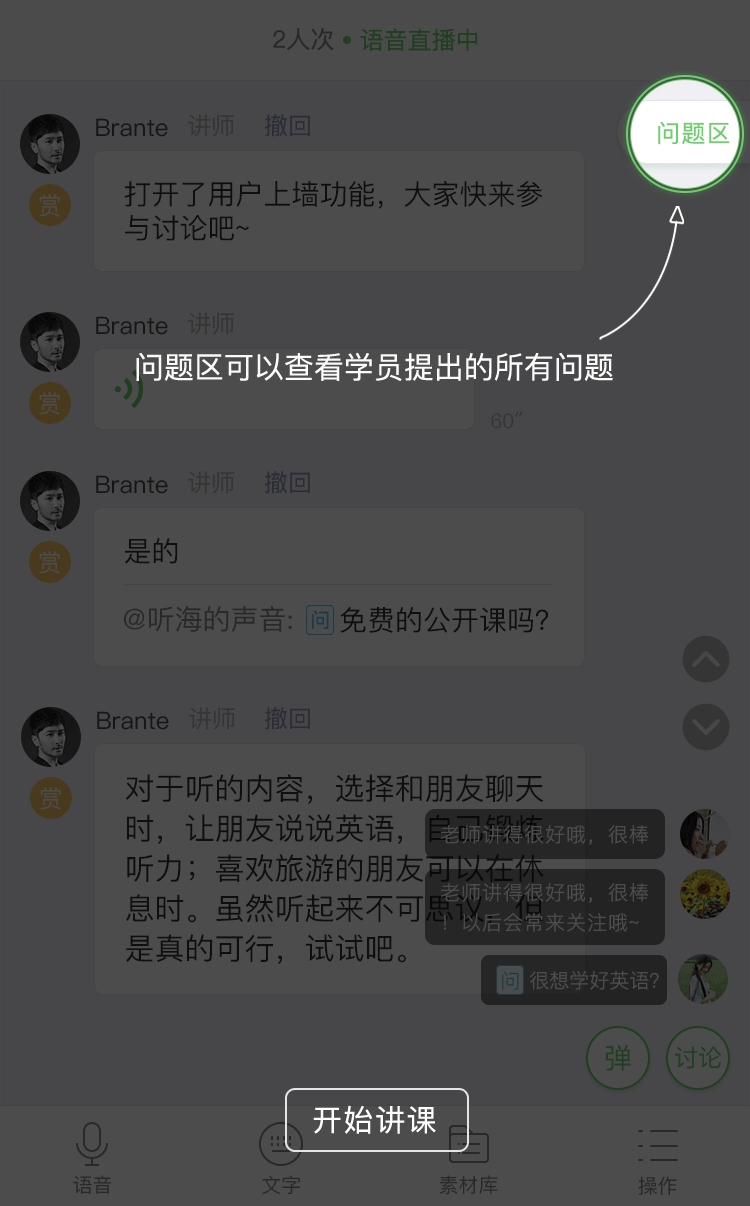 2人次 • 语音直播中
Brante 讲师 撤回
问题区
打开了用户上墙功能，大家快来参
与讨论吧~
赏
Brante 讲师
问题区可以查看学员提出的所有问题
赏
60″
Brante 讲师 撤回
是的
赏
@听海的声音: 问 免费的公开课吗?
Brante 讲师 撤回
赏
对于听的内容，选择和朋友聊天
时，让朋友说说英语，自己锻炼
听力；喜欢旅游的朋友可以在休
息时。虽然听起来不可思议，但
是真的可行，试试吧。
老师讲得很好哦，很棒
老师讲得很好哦，很棒
！以后会常来关注哦~
问 很想学好英语?
弹 讨论
开始讲课
语音 文字 素材库 操作